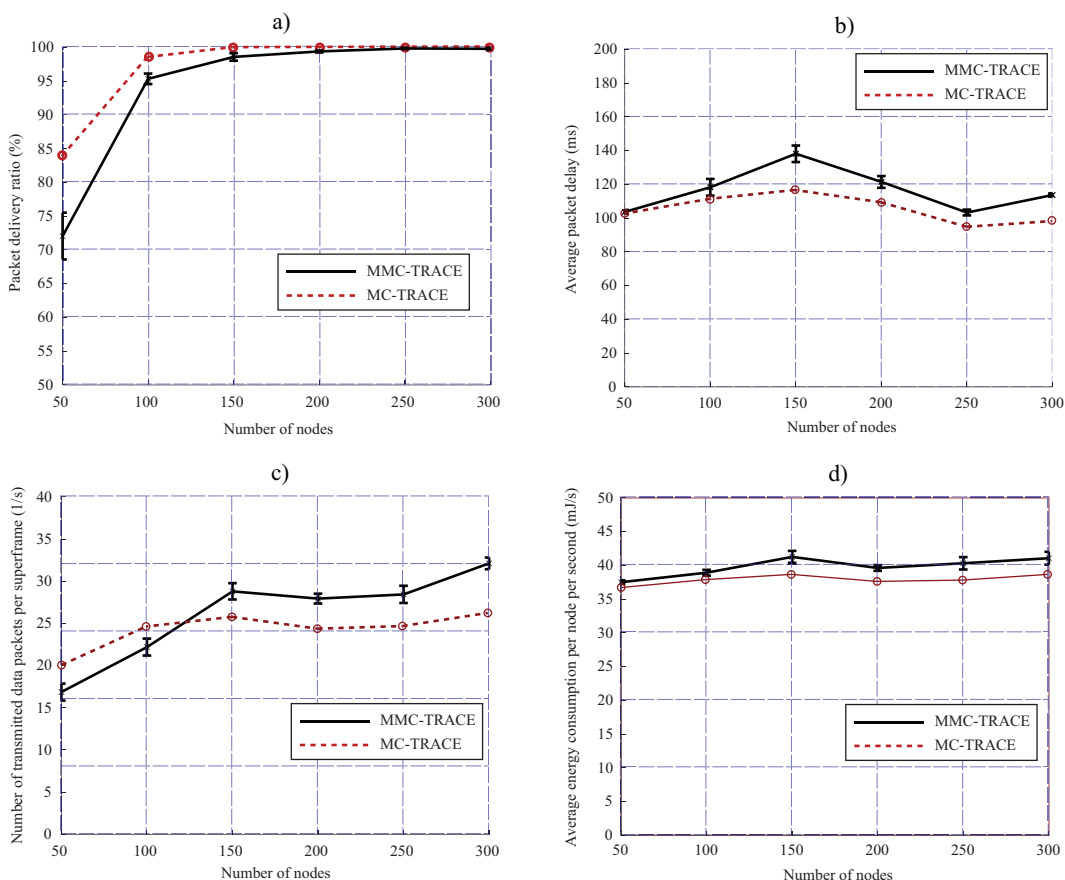 a)
Packet delivery ratio (%)
100
95
90
85
80
75
70
65
60
55
50
50 100 150 200 250 300
Number of nodes
MMC-TRACE
MC-TRACE
b)
Average packet delay (ms)
200
180
160
140
120
100
80
60
40
20
0
50 100 150 200 250 300
Number of nodes
MMC-TRACE
MC-TRACE
c)
Number of transmitted data packets per superframe (1/s)
40
35
30
25
20
15
10
5
0
50 100 150 200 250 300
Number of nodes
MMC-TRACE
MC-TRACE
d)
Average energy consumption per node per second (mJ/s)
50
45
40
35
30
25
20
15
10
5
0
50 100 150 200 250 300
Number of nodes
MMC-TRACE
MC-TRACE